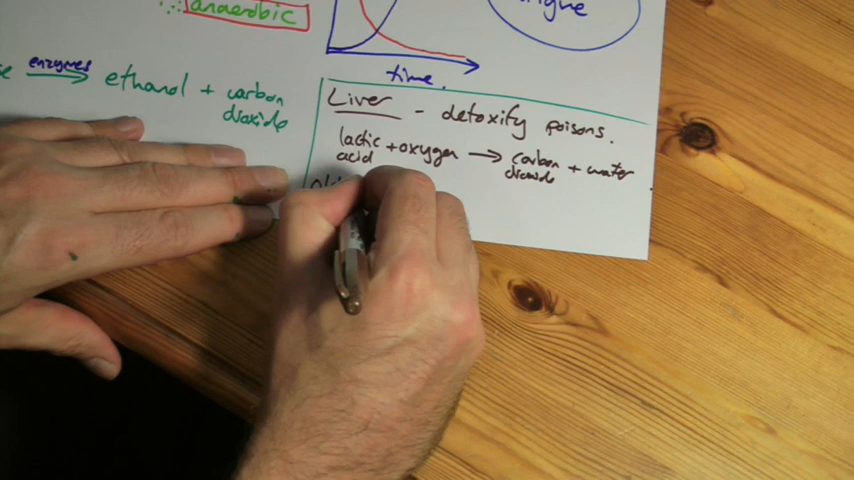 anaerobic
time.
enzymes
ethanol + carbon
dioxide
Liver - detoxify poisons.
lactic + oxygen → carbon + water
acid dioxide